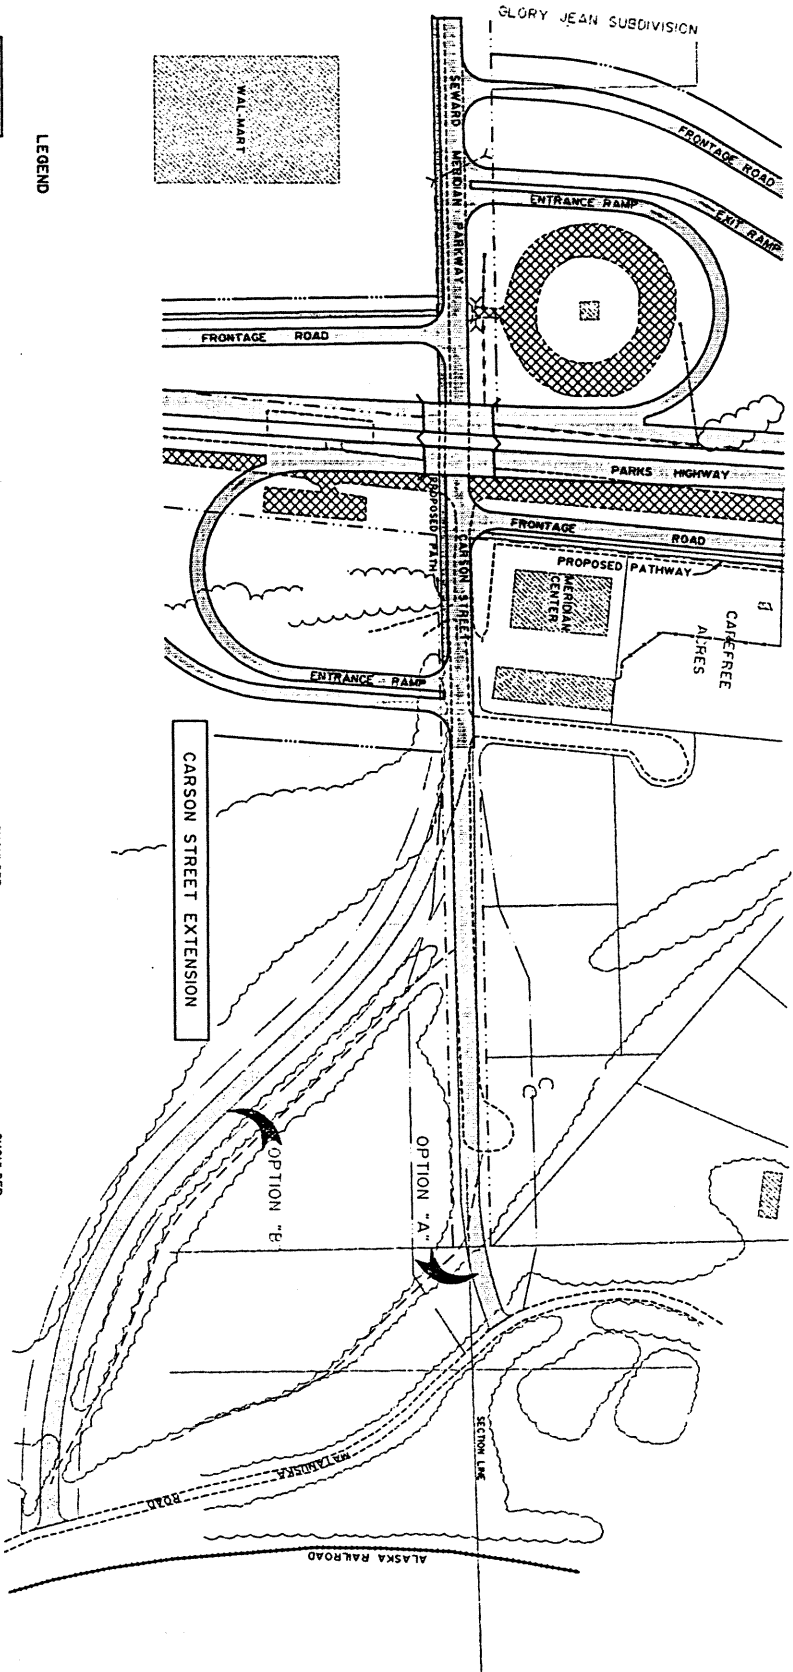 GLORY JEAN SUBDIVISION
WAL-MART
LEGEND
SEWARD MERIDIAN PARKWAY
FRONTAGE ROAD
ENTRANCE RAMP
EXIT RAMP
FRONTAGE ROAD
PARKS HIGHWAY
PROPOSED PATH
CARSON STREET
FRONTAGE ROAD
PROPOSED PATHWAY
MERIDIAN
CENTER
CAREFREE
ACRES
ENTRANCE RAMP
CARSON STREET EXTENSION
OPTION "B"
OPTION "A"
SECTION LINE
MATANUSKA ROAD
ALASKA RAILROAD